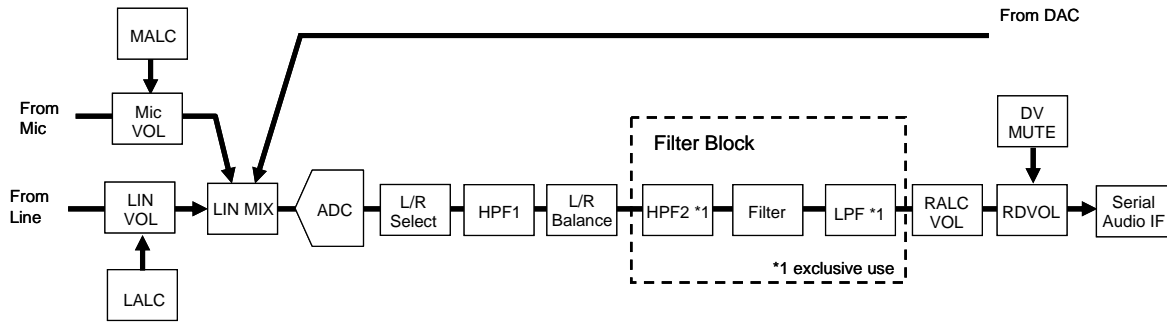 From DAC
MALC
From
Mic
Mic
VOL
DV
MUTE
Filter Block
From
Line
LIN
VOL
LIN MIX
ADC
L/R
Select
HPF1
L/R
Balance
HPF2 *1
Filter
LPF *1
RALC
VOL
RDVOL
Serial
Audio IF
*1 exclusive use
LALC